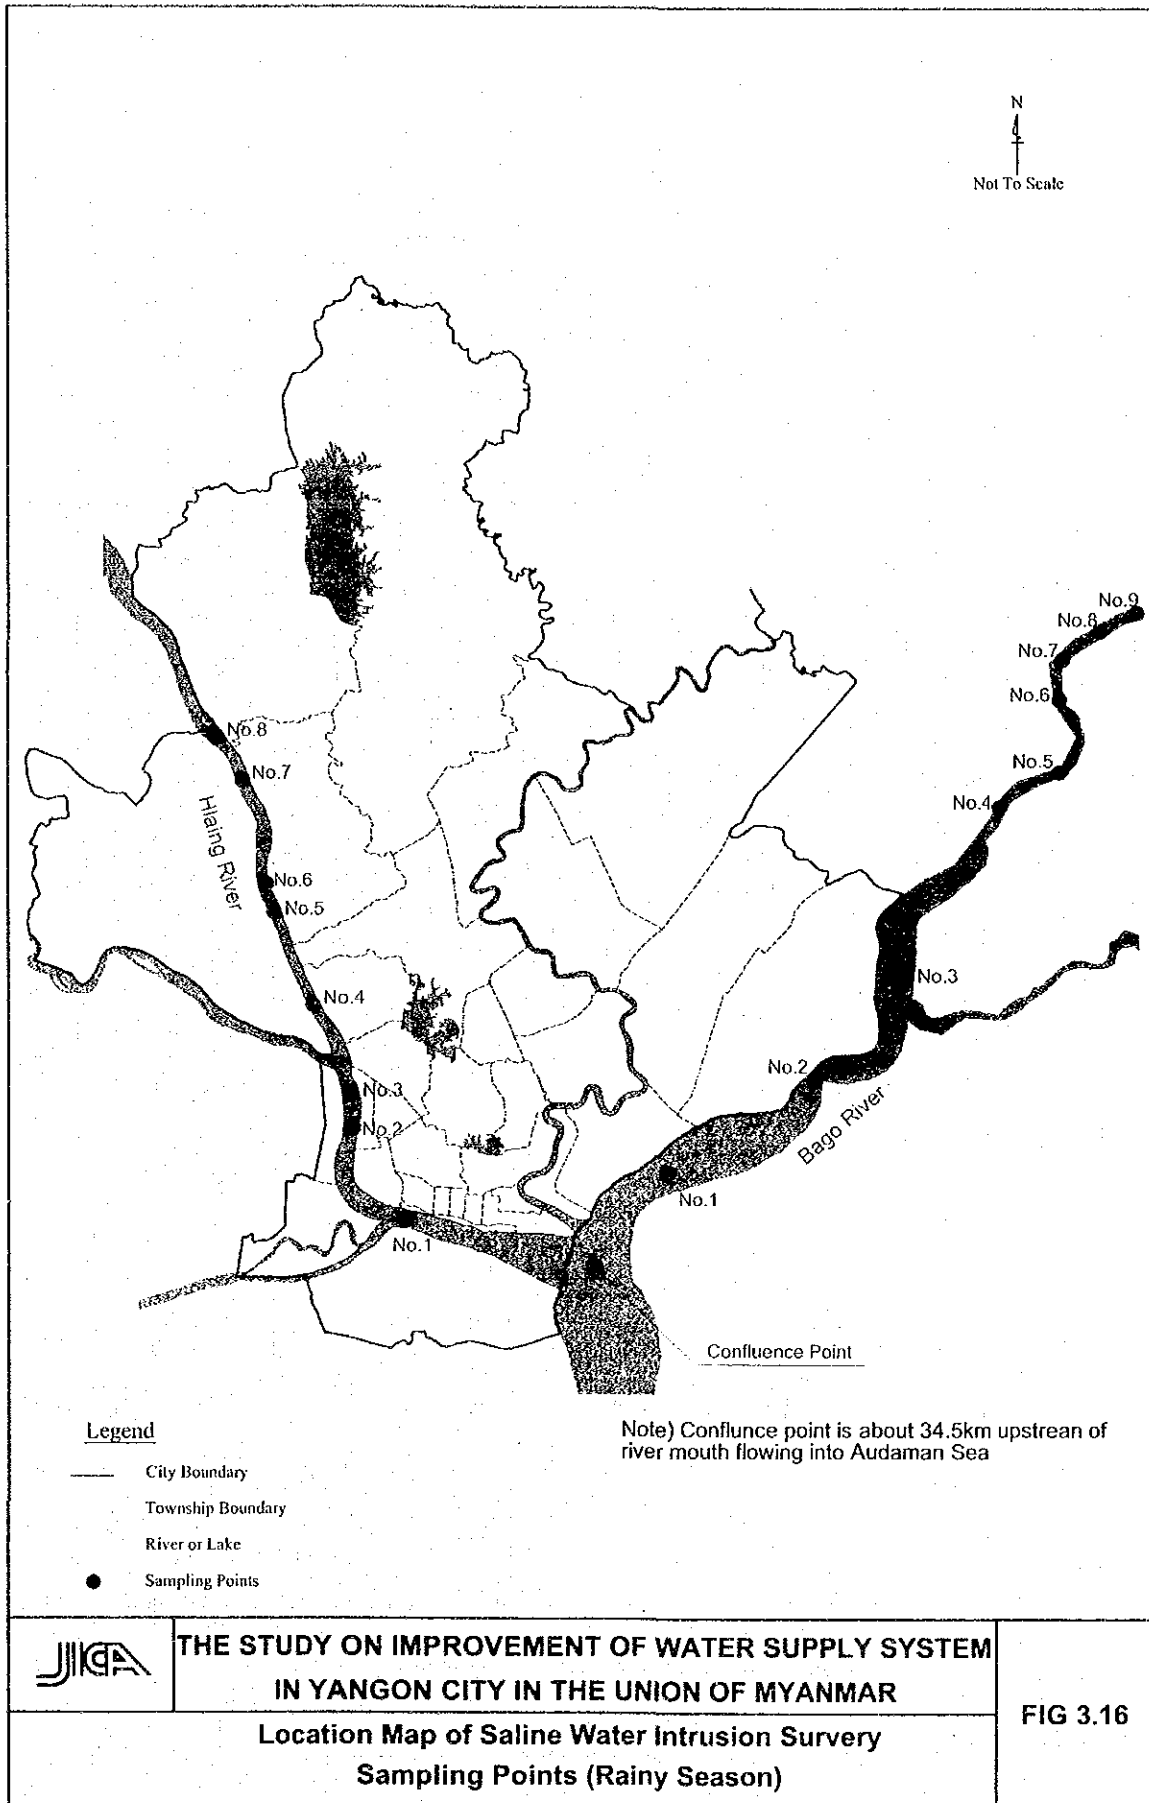 N
Not To Scale
No.9
No.8
No.7
No.6
No.5
No.4
No.3
No.2
Bago River
No.1
No.8
No.7
Hlaing River
No.6
No.5
No.4
No.3
No.2
No.1
Confluence Point
Note) Conflunce point is about 34.5km upstrean of
river mouth flowing into Audaman Sea
Legend
City Boundary
Township Boundary
River or Lake
Sampling Points
JICA
THE STUDY ON IMPROVEMENT OF WATER SUPPLY SYSTEM
IN YANGON CITY IN THE UNION OF MYANMAR
Location Map of Saline Water Intrusion Survery
Sampling Points (Rainy Season)
FIG 3.16